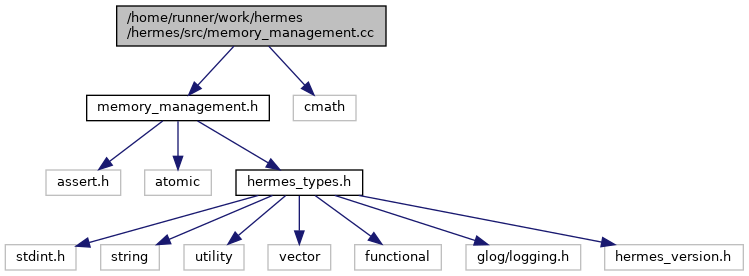 /home/runner/work/hermes
/hermes/src/memory_management.cc
memory_management.h
cmath
assert.h
atomic
hermes_types.h
stdint.h
string
utility
vector
functional
glog/logging.h
hermes_version.h